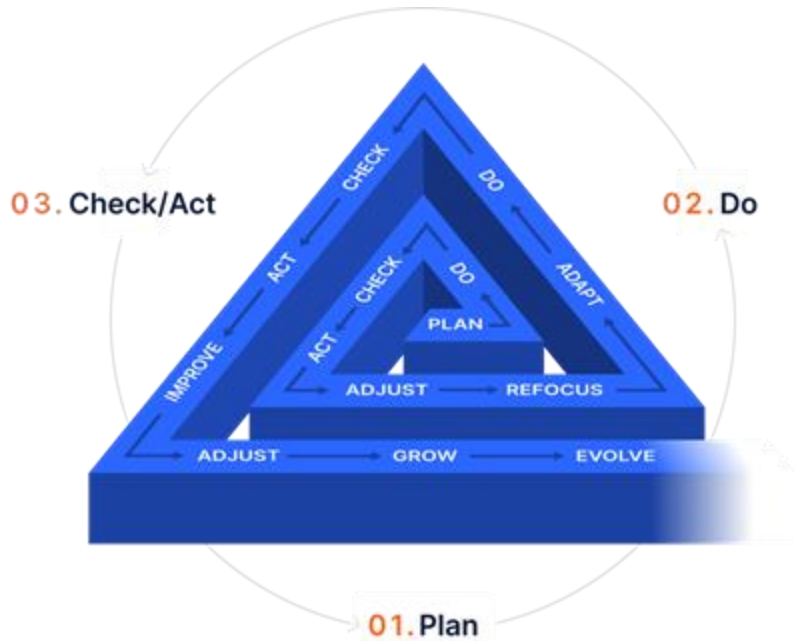 CHECK
DO
03. Check/Act
02. Do
ACT
CHECK
DO
ADAPT
PLAN
ACT
IMPROVE
ADJUST
REFOCUS
ADJUST
GROW
EVOLVE
01. Plan